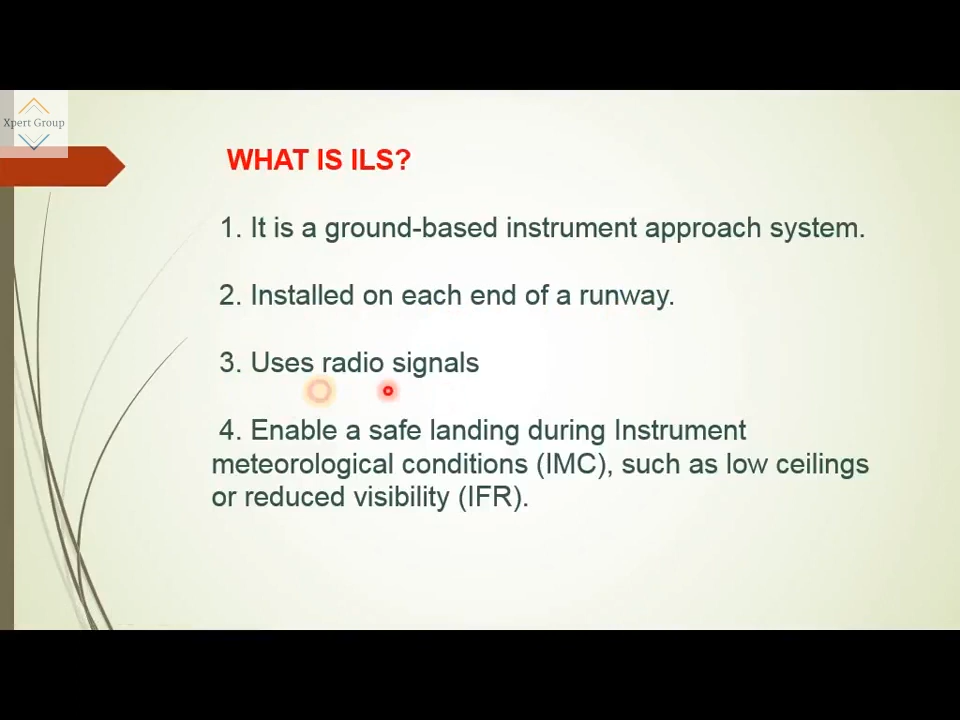 Xpert Group
WHAT IS ILS?
1. It is a ground-based instrument approach system.
2. Installed on each end of a runway.
3. Uses radio signals
4. Enable a safe landing during Instrument
meteorological conditions (IMC), such as low ceilings
or reduced visibility (IFR).